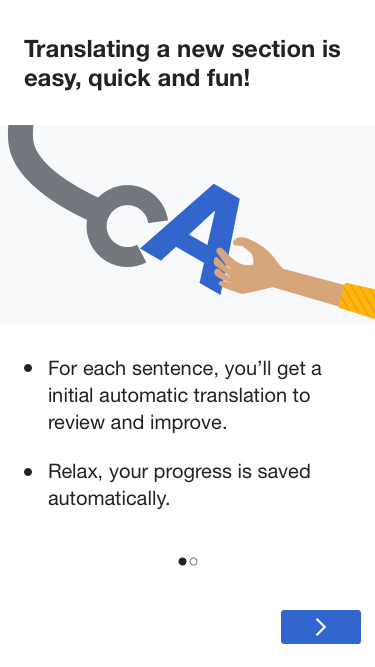 Translating a new section is
easy, quick and fun!
A
• For each sentence, you’ll get a
initial automatic translation to
review and improve.
• Relax, your progress is saved
automatically.